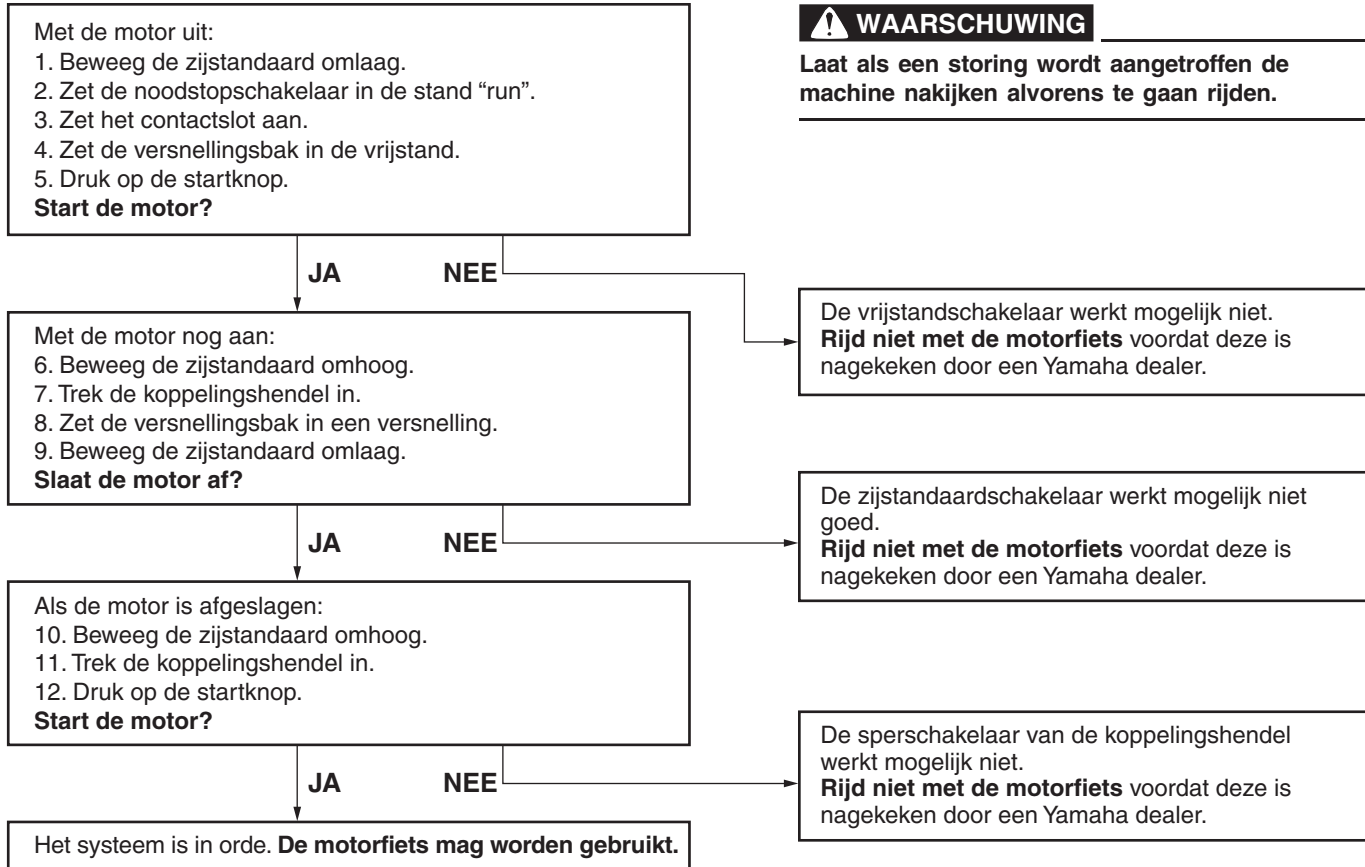 Met de motor uit:
1. Beweeg de zijstandaard omlaag.
2. Zet de noodstopschakelaar in de stand “run”.
3. Zet het contactslot aan.
4. Zet de versnellingsbak in de vrijstand.
5. Druk op de startknop.
Start de motor?
WAARSCHUWING
Laat als een storing wordt aangetroffen de
machine nakijken alvorens te gaan rijden.
JA
NEE
De vrijstandschakelaar werkt mogelijk niet.
Rijd niet met de motorfiets voordat deze is
nagekeken door een Yamaha dealer.
Met de motor nog aan:
6. Beweeg de zijstandaard omhoog.
7. Trek de koppelingshendel in.
8. Zet de versnellingsbak in een versnelling.
9. Beweeg de zijstandaard omlaag.
Slaat de motor af?
JA
NEE
De zijstandaardschakelaar werkt mogelijk niet
goed.
Rijd niet met de motorfiets voordat deze is
nagekeken door een Yamaha dealer.
Als de motor is afgeslagen:
10. Beweeg de zijstandaard omhoog.
11. Trek de koppelingshendel in.
12. Druk op de startknop.
Start de motor?
JA
NEE
De sperschakelaar van de koppelingshendel
werkt mogelijk niet.
Rijd niet met de motorfiets voordat deze is
nagekeken door een Yamaha dealer.
Het systeem is in orde. De motorfiets mag worden gebruikt.